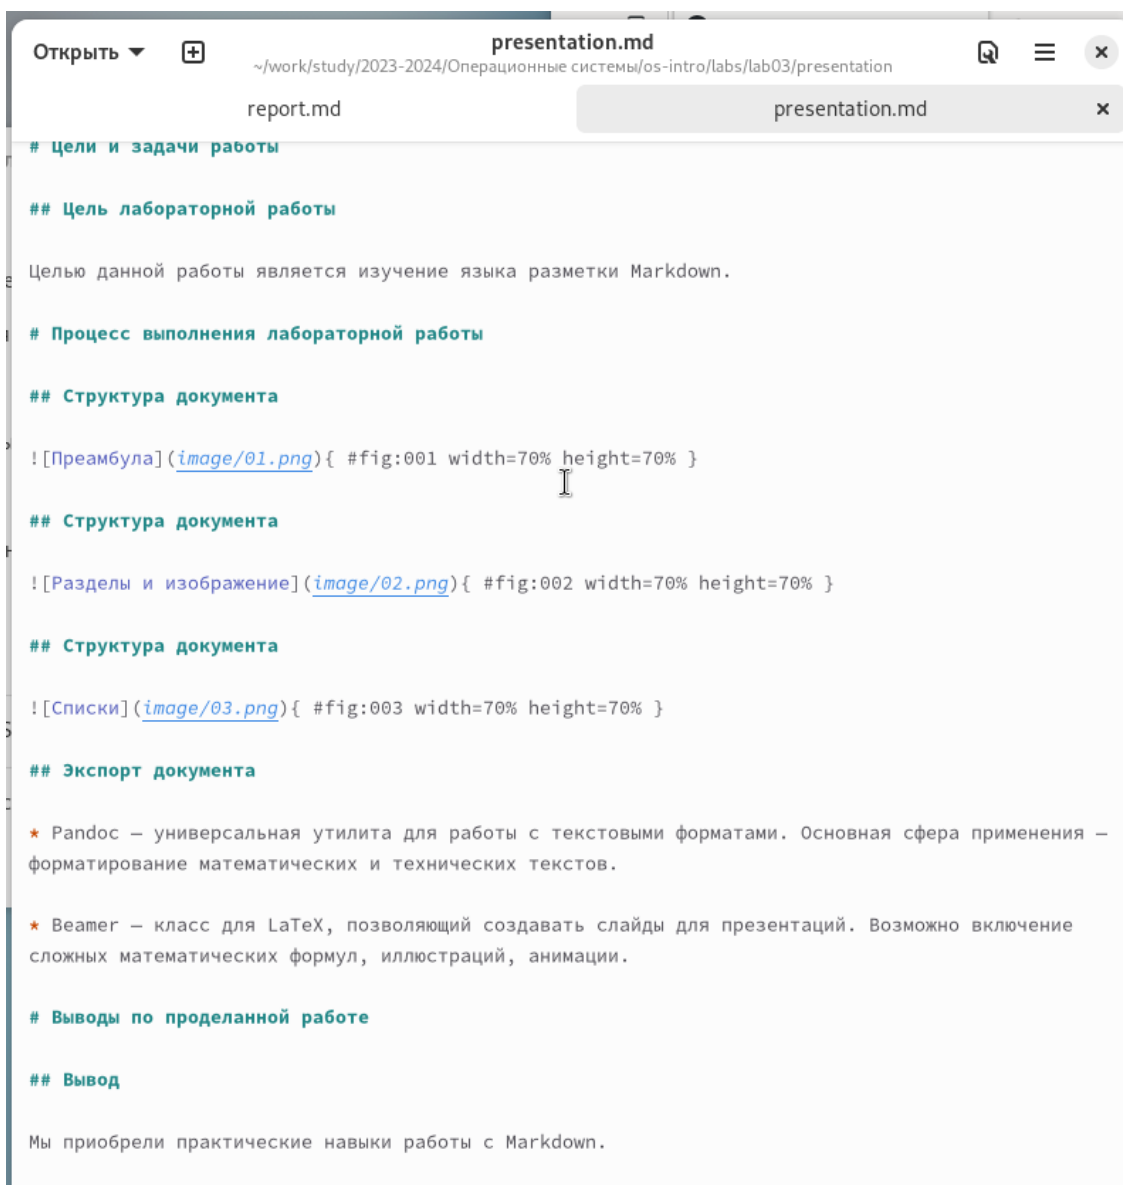 Открыть
presentation.md
~/work/study/2023-2024/Операционные системы/os-intro/labs/lab03/presentation
report.md
presentation.md
# Цели и задачи работы
## Цель лабораторной работы
Целью данной работы является изучение языка разметки Markdown.
# Процесс выполнения лабораторной работы
## Структура документа
![Преамбула](image/01.png){ #fig:001 width=70% height=70% }
## Структура документа
![Разделы и изображение](image/02.png){ #fig:002 width=70% height=70% }
## Структура документа
![Списки](image/03.png){ #fig:003 width=70% height=70% }
## Экспорт документа
* Pandoc — универсальная утилита для работы с текстовыми форматами. Основная сфера применения —
форматирование математических и технических текстов.
* Beamer — класс для LaTeX, позволяющий создавать слайды для презентаций. Возможно включение
сложных математических формул, иллюстраций, анимации.
# Выводы по проделанной работе
## Вывод
Мы приобрели практические навыки работы с Markdown.